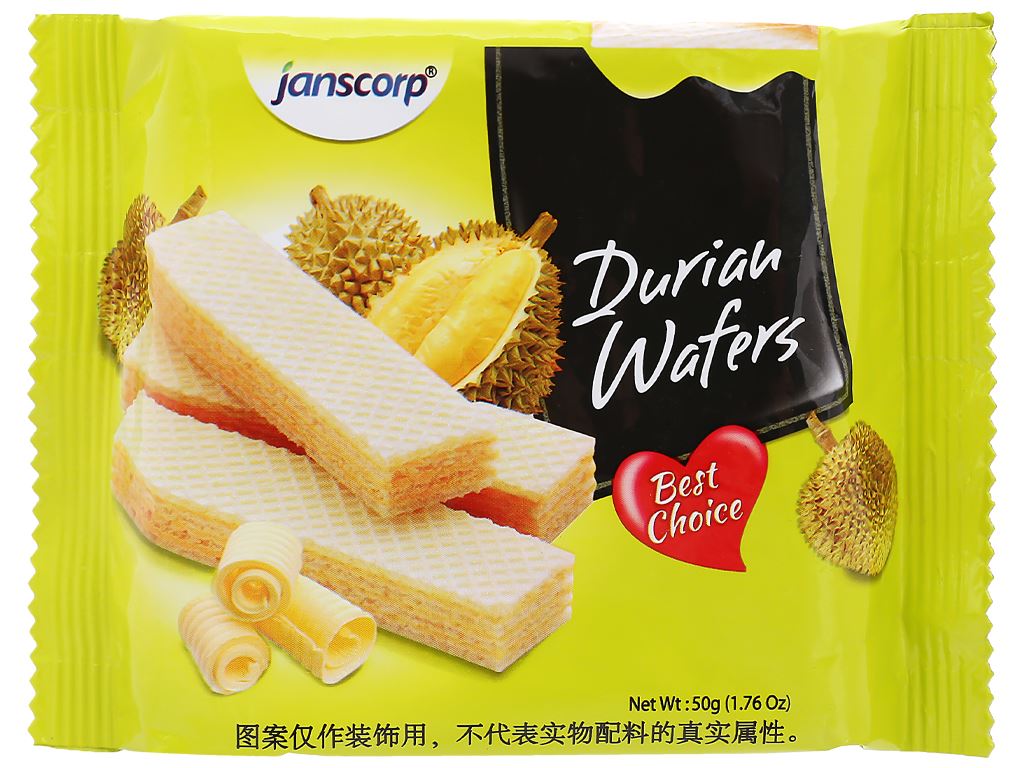 janscorp®
Durian
Wafers
Best
Choice
Net Wt : 50g (1.76 Oz)
图案仅作装饰用，不代表实物配料的真实属性。